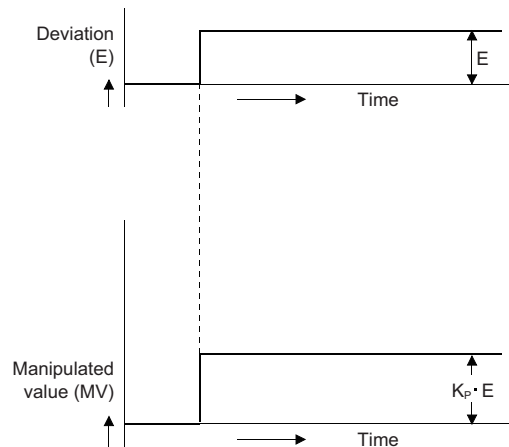 Deviation
(E)
E
Time
Manipulated
value (MV)
KP · E
Time